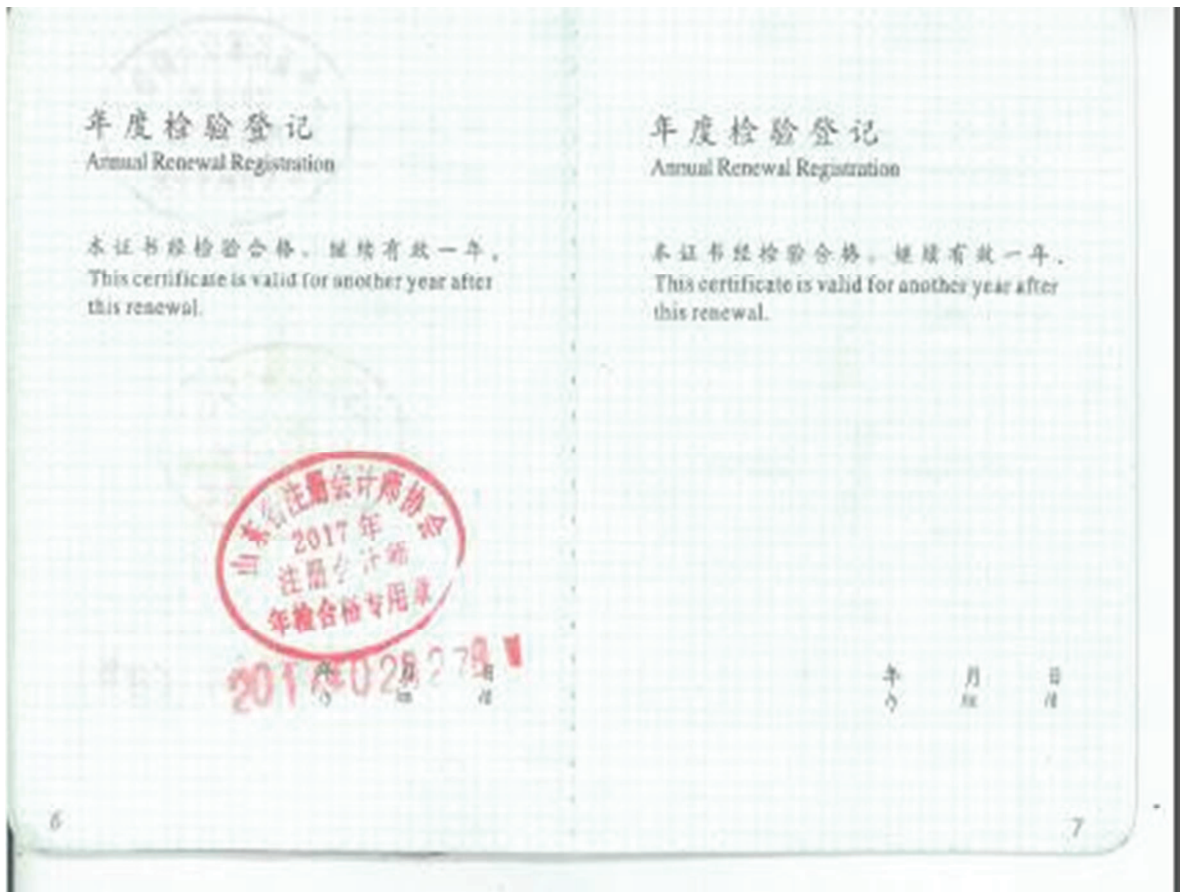 年度检验登记
Annual Renewal Registration
本证书经检验合格，继续有效一年。
This certificate is valid for another year after
this renewal.
山东省注册会计师协会
2017年
注册会计师
年检合格专用章
年 月 日
6
年度检验登记
Annual Renewal Registration
本证书经检验合格，继续有效一年。
This certificate is valid for another year after
this renewal.
年 月 日
7